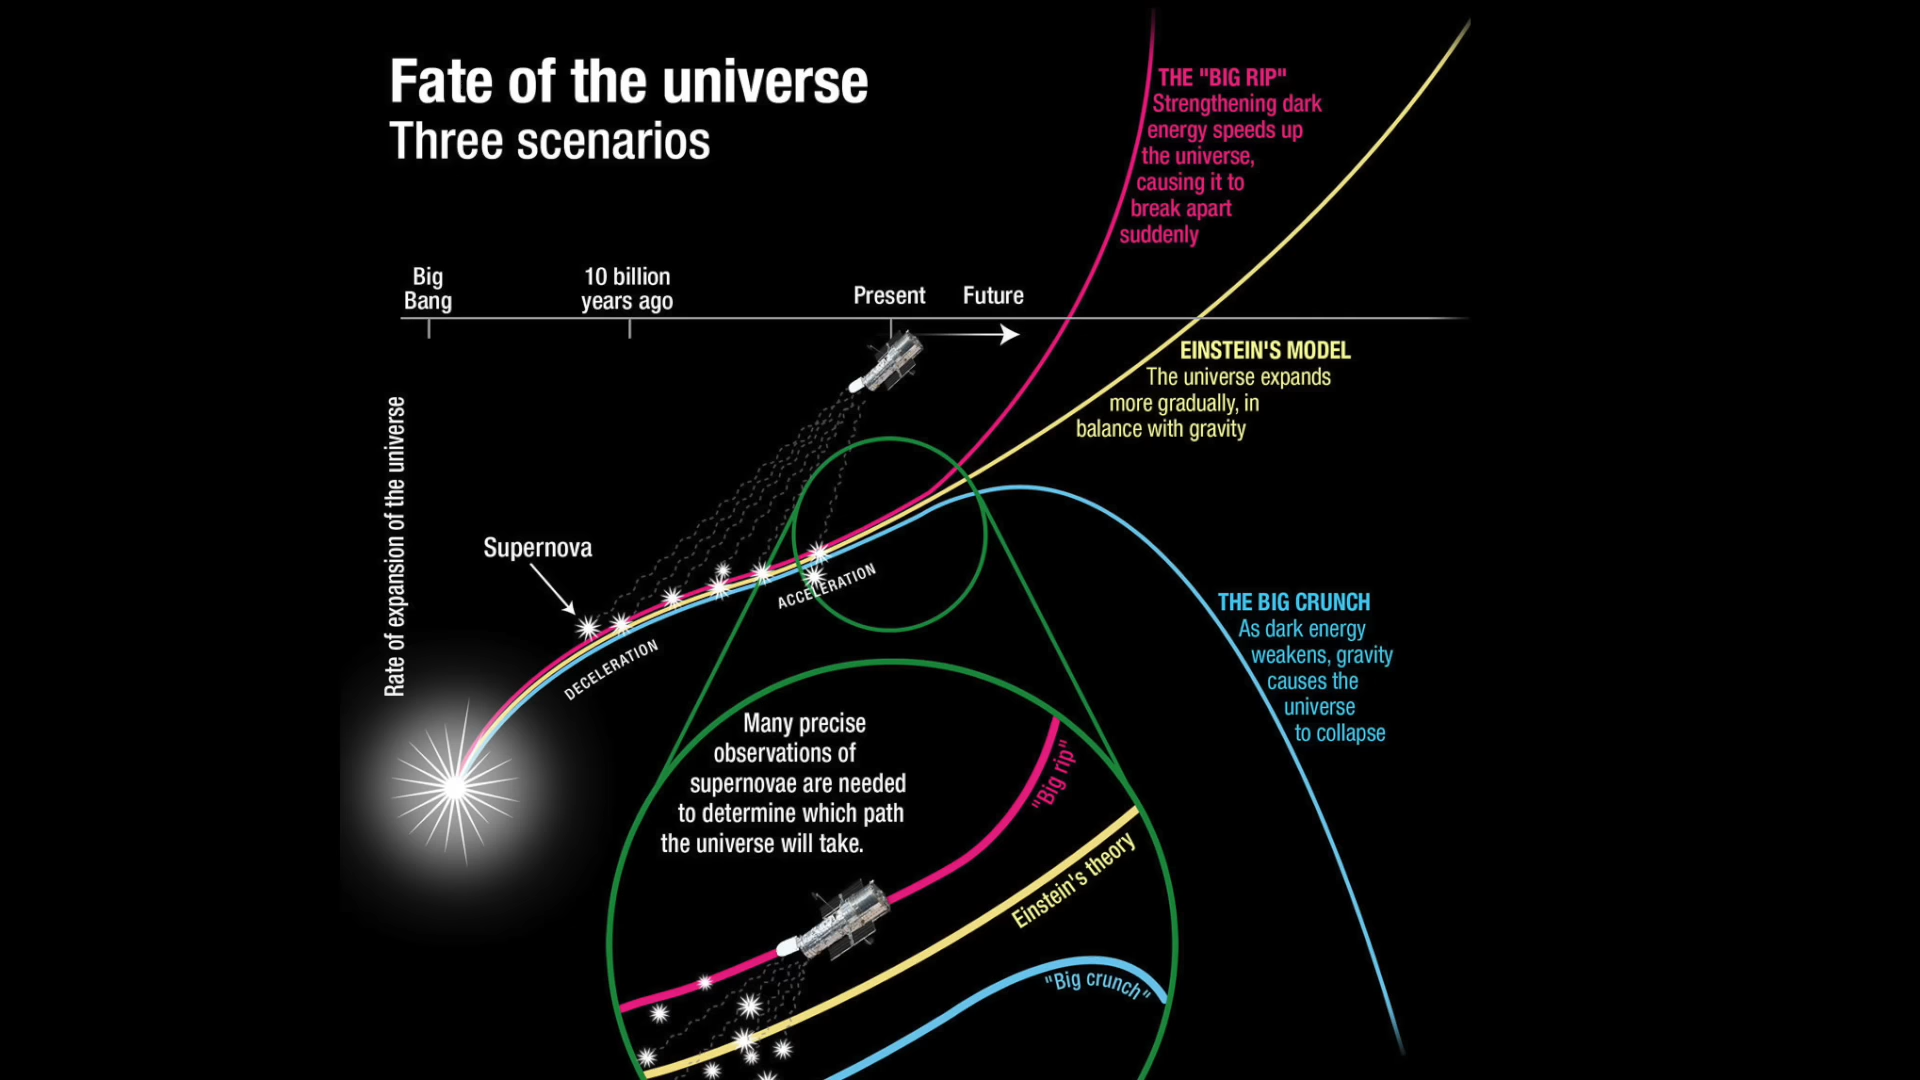 Fate of the universe
Three scenarios
THE "BIG RIP"
Strengthening dark
energy speeds up
the universe,
causing it to
break apart
suddenly
Big
Bang
10 billion
years ago
Present
Future
EINSTEIN'S MODEL
The universe expands
more gradually, in
balance with gravity
Rate of expansion of the universe
Supernova
ACCELERATION
DECELERATION
THE BIG CRUNCH
As dark energy
weakens, gravity
causes the
universe
to collapse
Many precise
observations of
supernovae are needed
to determine which path
the universe will take.
"Big rip"
Einstein's theory
"Big crunch"